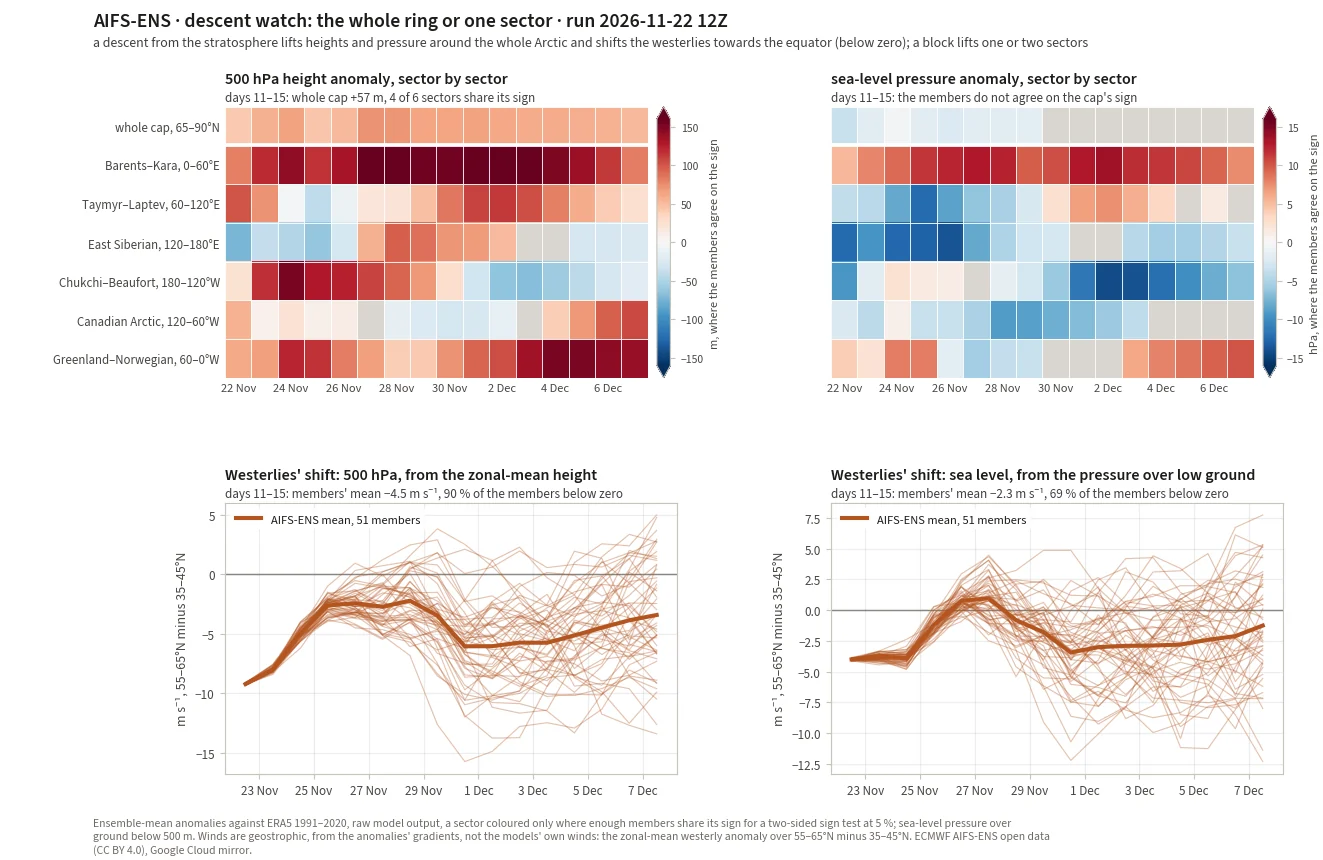 AIFS-ENS · descent watch: the whole ring or one sector · run 2026-11-22 12Z
a descent from the stratosphere lifts heights and pressure around the whole Arctic and shifts the westerlies towards the equator (below zero); a block lifts one or two sectors
500 hPa height anomaly, sector by sector
days 11–15: whole cap +57 m, 4 of 6 sectors share its sign
whole cap, 65–90°N
Barents–Kara, 0–60°E
Taymyr–Laptev, 60–120°E
East Siberian, 120–180°E
Chukchi–Beaufort, 180–120°W
Canadian Arctic, 120–60°W
Greenland–Norwegian, 60–0°W
22 Nov 24 Nov 26 Nov 28 Nov 30 Nov 2 Dec 4 Dec 6 Dec
150
100
50
0
−50
−100
−150
m, where the members agree on the sign
sea-level pressure anomaly, sector by sector
days 11–15: the members do not agree on the cap's sign
22 Nov 24 Nov 26 Nov 28 Nov 30 Nov 2 Dec 4 Dec 6 Dec
15
10
5
0
−5
−10
−15
hPa, where the members agree on the sign
Westerlies' shift: 500 hPa, from the zonal-mean height
days 11–15: members' mean −4.5 m s⁻¹, 90 % of the members below zero
AIFS-ENS mean, 51 members
5
0
−5
−10
−15
m s⁻¹, 55–65°N minus 35–45°N
23 Nov 25 Nov 27 Nov 29 Nov 1 Dec 3 Dec 5 Dec 7 Dec
Westerlies' shift: sea level, from the pressure over low ground
days 11–15: members' mean −2.3 m s⁻¹, 69 % of the members below zero
AIFS-ENS mean, 51 members
7.5
5.0
2.5
0.0
−2.5
−5.0
−7.5
−10.0
−12.5
m s⁻¹, 55–65°N minus 35–45°N
23 Nov 25 Nov 27 Nov 29 Nov 1 Dec 3 Dec 5 Dec 7 Dec
Ensemble-mean anomalies against ERA5 1991–2020, raw model output, a sector coloured only where enough members share its sign for a two-sided sign test at 5 %; sea-level pressure over
ground below 500 m. Winds are geostrophic, from the anomalies' gradients, not the models' own winds: the zonal-mean westerly anomaly over 55–65°N minus 35–45°N. ECMWF AIFS-ENS open data
(CC BY 4.0), Google Cloud mirror.